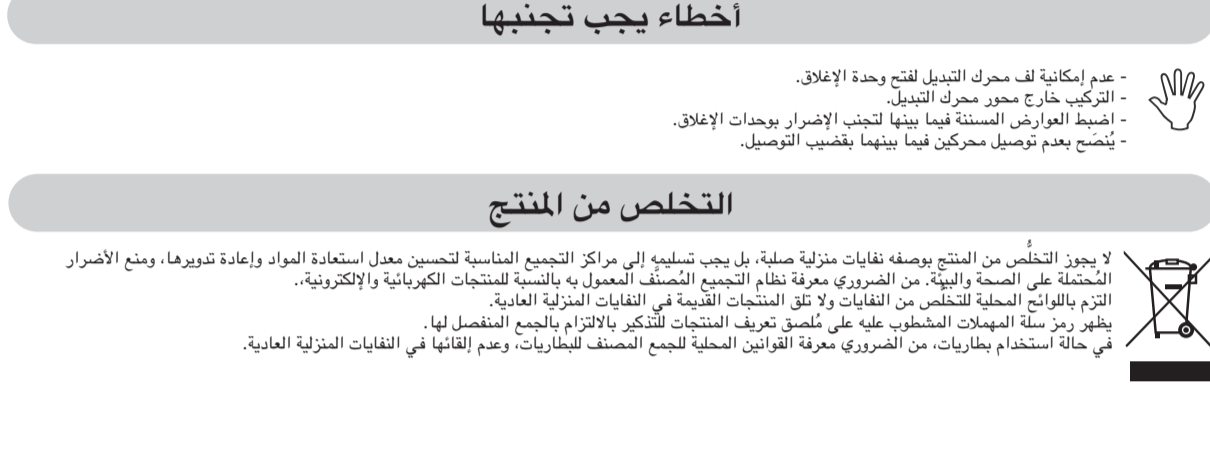 أخطاء يجب تجنبها
- عدم إمكانية لف محرك التبديل لفتح وحدة الإغلاق.
- التركيب خارج محور محرك التبديل.
- اضبط العوارض المسننة فيما بينها لتجنب الإضرار بوحدات الإغلاق.
- يُنصَح بعدم توصيل محركين فيما بينهما بقضيب التوصيل.
التخلص من المنتج
لا يجوز التخلُّص من المنتج بوصفه نفايات منزلية صلبة، بل يجب تسليمه إلى مراكز التجميع المناسبة لتحسين معدل استعادة المواد وإعادة تدويرها، ومنع الأضرار
المُحتملة على الصحة والبيئة. من الضروري معرفة نظام التجميع المُصنَّف المعمول به بالنسبة للمنتجات الكهربائية والإلكترونية،.
التزم باللوائح المحلية للتخلُّص من النفايات ولا تلق المنتجات القديمة في النفايات المنزلية العادية.
يظهر رمز سلة المهملات المشطوب عليه على مُلصق تعريف المنتجات للتذكير بالالتزام بالجمع المنفصل لها.
في حالة استخدام بطاريات، من الضروري معرفة القوانين المحلية للجمع المصنف للبطاريات، وعدم إلقائها في النفايات المنزلية العادية.